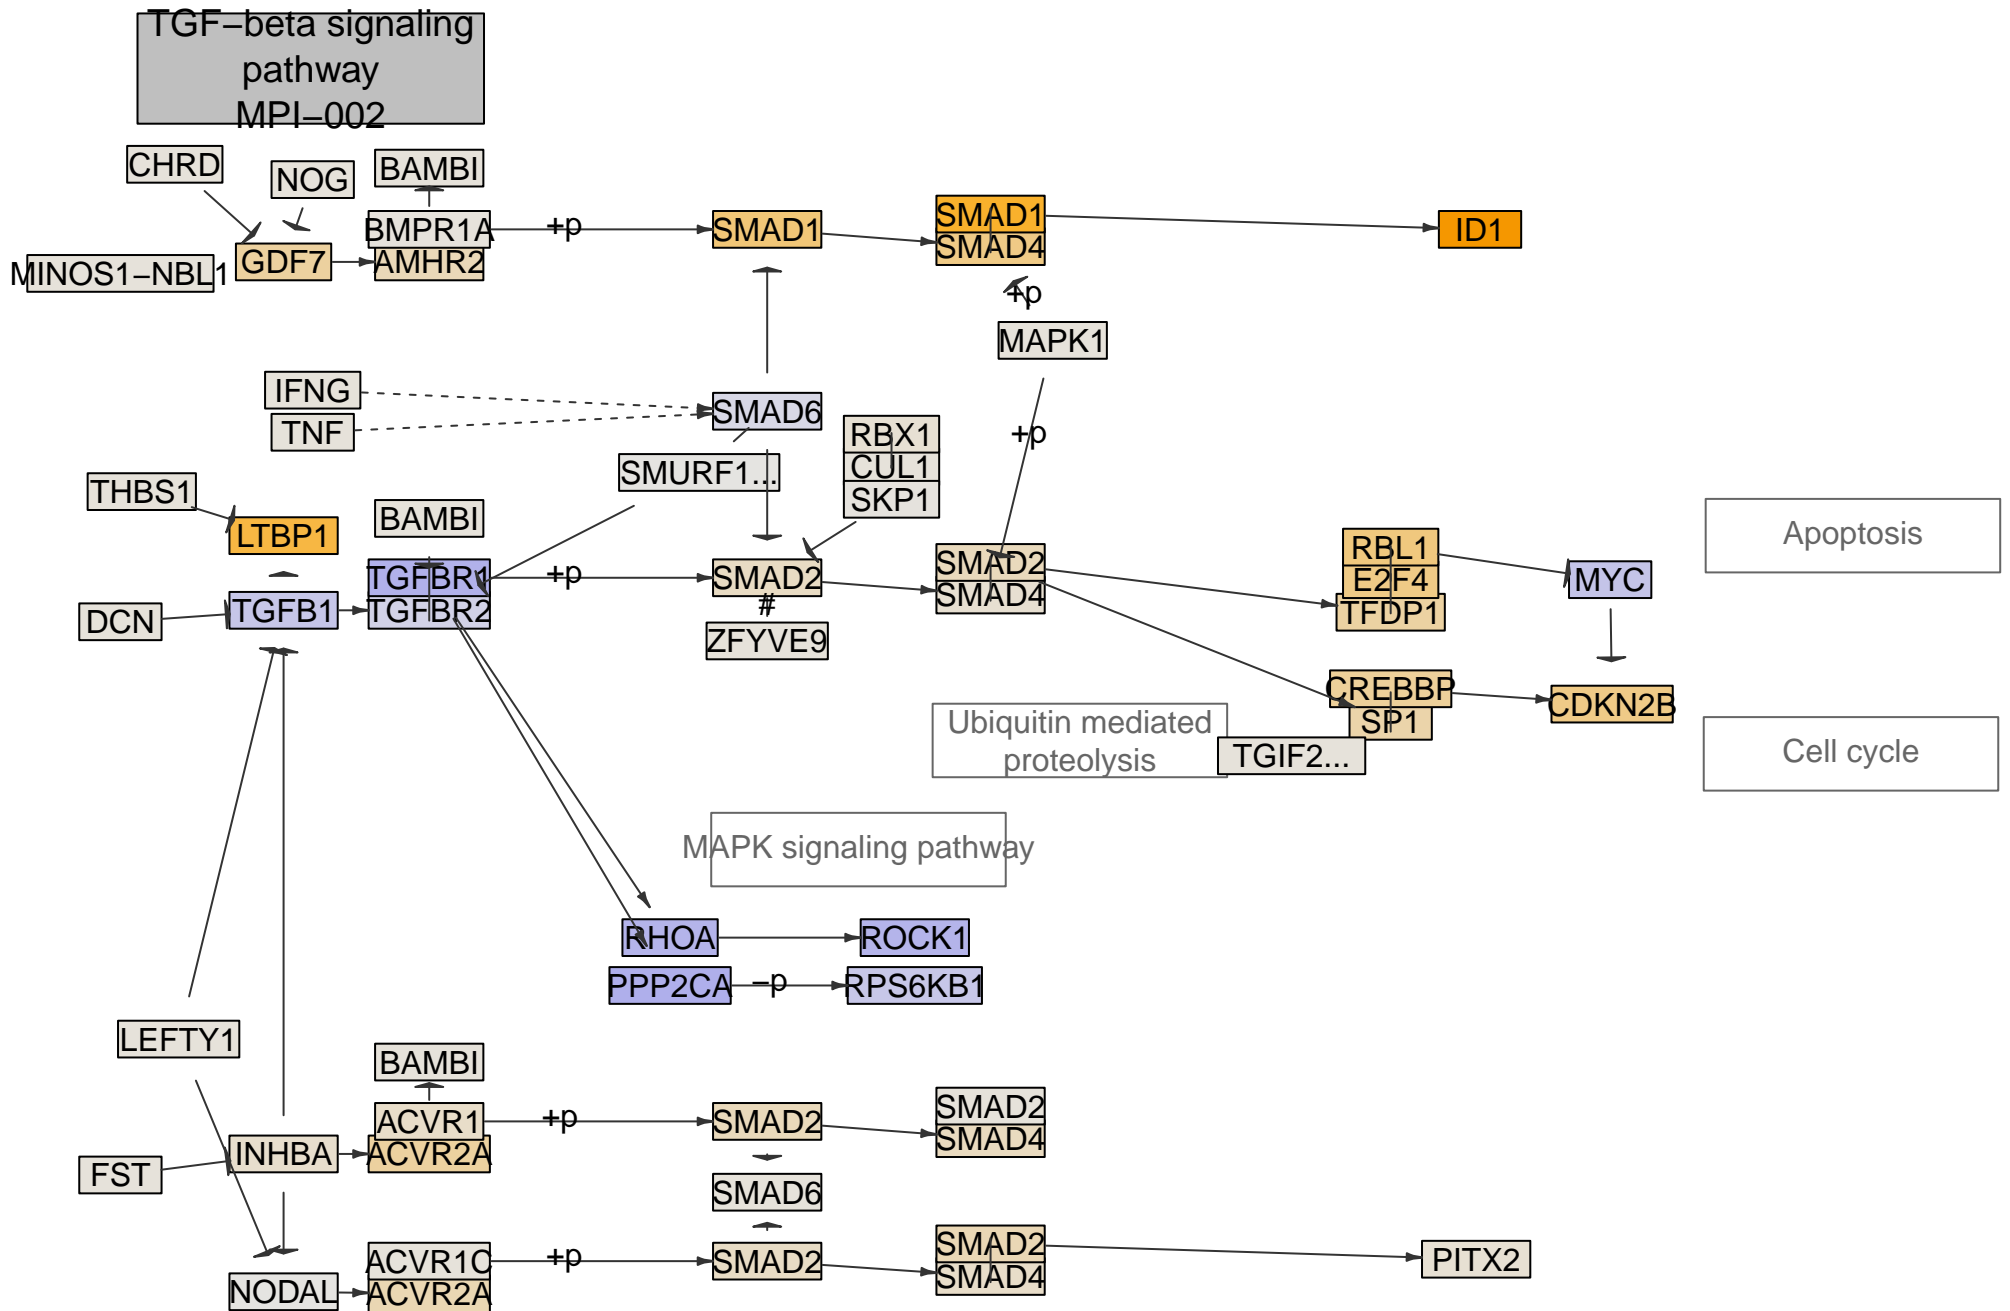 TGF−beta signaling
pathway
MPI−002
CHRD
NOG
BAMBI
BMPR1A
+p
SMAD1
SMAD1
ID1
MINOS1−NBL1
GDF7
AMHR2
SMAD4
+p
MAPK1
IFNG
TNF
SMAD6
RBX1
+p
SMURF1...
CUL1
SKP1
THBS1
LTBP1
BAMBI
RBL1
Apoptosis
TGFBR1
+p
SMAD2
SMAD2
E2F4
MYC
DCN
TGFB1
TGFBR2
#
SMAD4
TFDP1
ZFYVE9
CREBBP
CDKN2B
Ubiquitin mediated
proteolysis
SP1
TGIF2...
Cell cycle
MAPK signaling pathway
RHOA
ROCK1
PPP2CA
−p
RPS6KB1
LEFTY1
BAMBI
ACVR1
+p
SMAD2
SMAD2
FST
INHBA
ACVR2A
SMAD4
SMAD6
ACVR1C
+p
SMAD2
SMAD2
PITX2
NODAL
ACVR2A
SMAD4